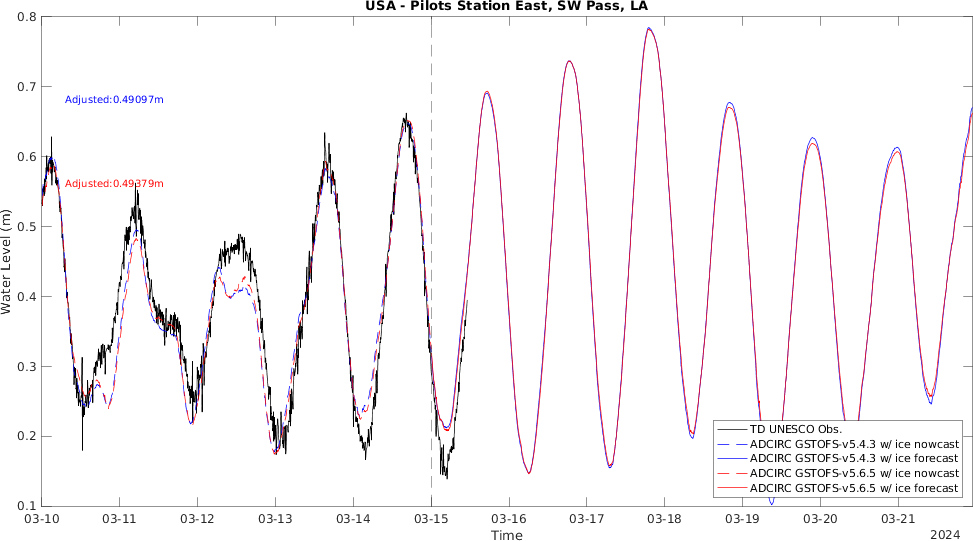 USA - Pilots Station East, SW Pass, LA
0.8
0.7
0.6
0.5
0.4
0.3
0.2
0.1
Water Level (m)
Adjusted:0.49097m
Adjusted:0.49379m
TD UNESCO Obs.
ADCIRC GSTOFS-v5.4.3 w/ ice nowcast
ADCIRC GSTOFS-v5.4.3 w/ ice forecast
ADCIRC GSTOFS-v5.6.5 w/ ice nowcast
ADCIRC GSTOFS-v5.6.5 w/ ice forecast
03-10 03-11 03-12 03-13 03-14 03-15 03-16 03-17 03-18 03-19 03-20 03-21
Time
2024